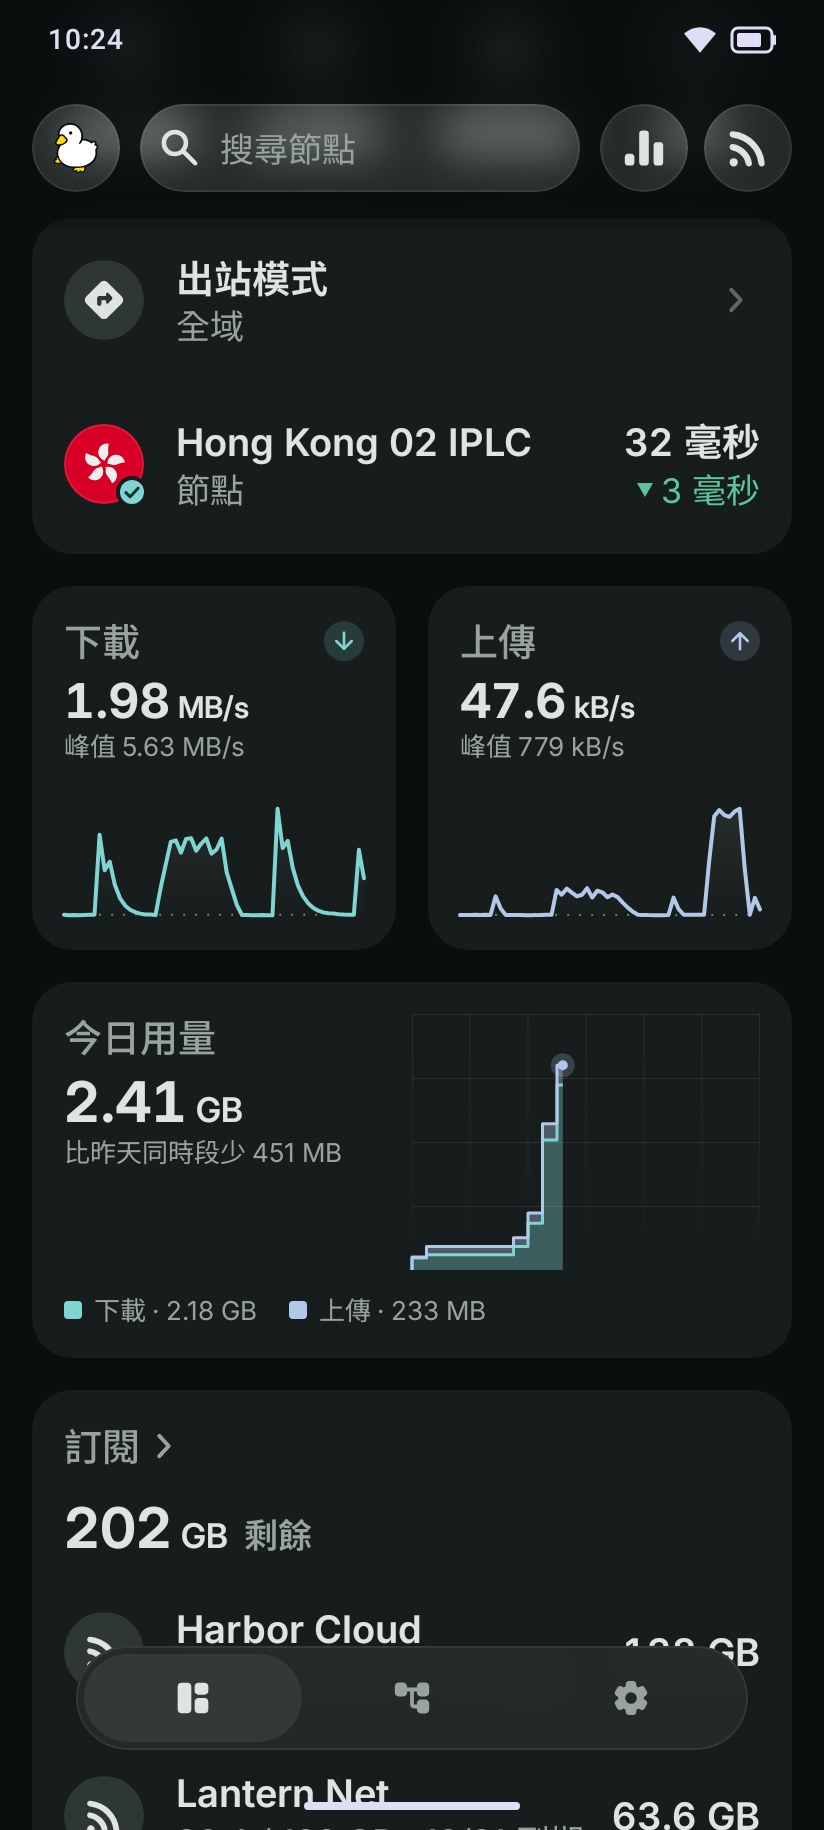 10:24
搜尋節點
出站模式
全域
Hong Kong 02 IPLC
32 毫秒
節點
3 毫秒
下載
1.98 MB/s
峰值 5.63 MB/s
上傳
47.6 kB/s
峰值 779 kB/s
今日用量
2.41 GB
比昨天同時段少 451 MB
下載 · 2.18 GB
上傳 · 233 MB
訂閱
202 GB 剩餘
Harbor Cloud
GB
Lantern Net
63.6 GB